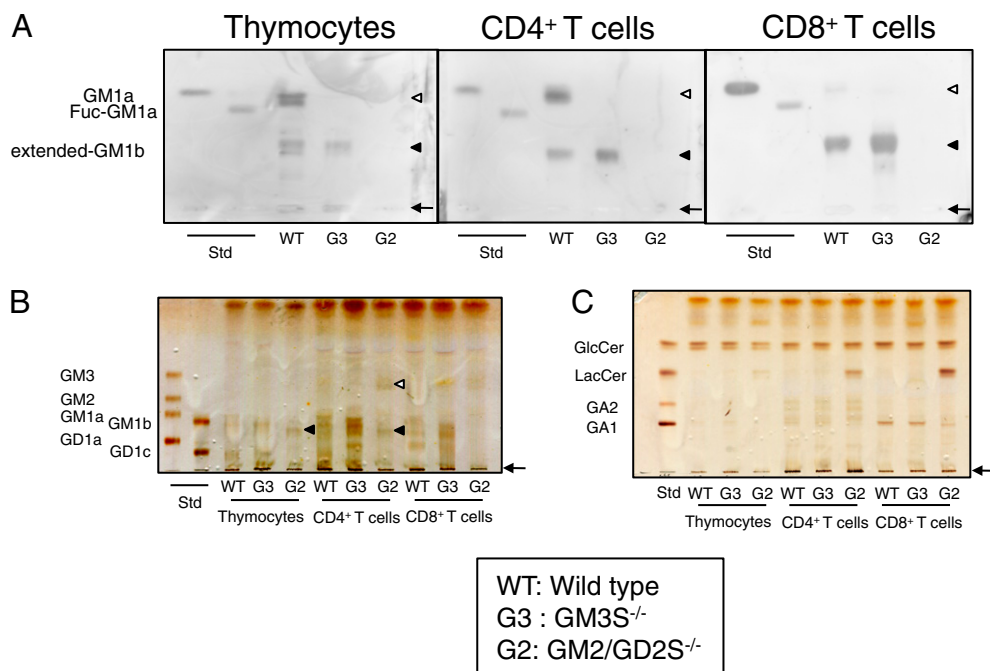 A
Thymocytes
CD4+ T cells
CD8+ T cells
GM1a
Fuc-GM1a
extended-GM1b
Std
WT
G3
G2
Std
WT
G3
G2
Std
WT
G3
G2
B
GM3
GM2
GM1a
GM1b
GD1a
GD1c
Std
WT G3 G2 WT G3 G2 WT G3 G2
Thymocytes CD4+ T cells CD8+ T cells
C
GlcCer
LacCer
GA2
GA1
Std WT G3 G2 WT G3 G2 WT G3 G2
Thymocytes CD4+ T cells CD8+ T cells
WT: Wild type
G3 : GM3S-/-
G2: GM2/GD2S-/-